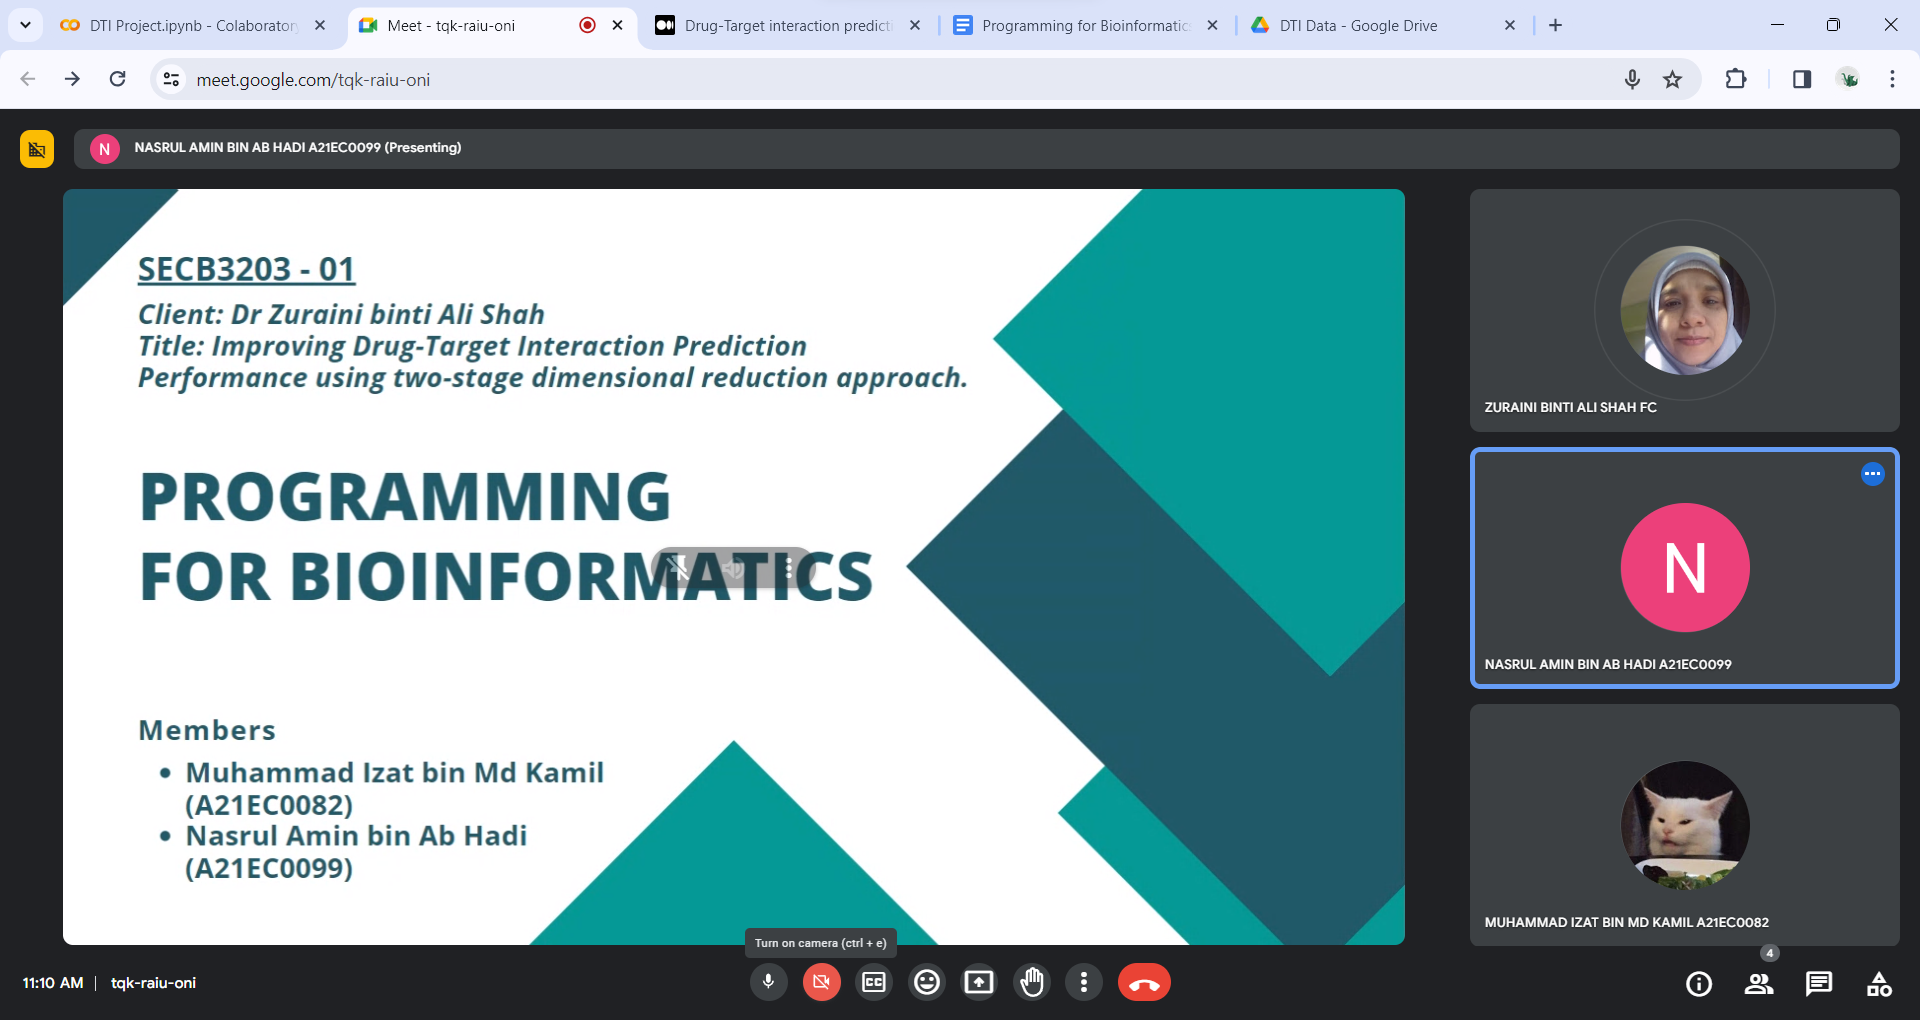 DTI Project.ipynb - Colaboratory
Meet - tqk-raiu-oni
Drug-Target interaction predicti
Programming for Bioinformatic
DTI Data - Google Drive
meet.google.com/tqk-raiu-oni
N
NASRUL AMIN BIN AB HADI A21EC0099 (Presenting)
SECB3203 - 01
Client: Dr Zuraini binti Ali Shah
Title: Improving Drug-Target Interaction Prediction
Performance using two-stage dimensional reduction approach.
PROGRAMMING
FOR BIOINFORMATICS
Members
• Muhammad Izat bin Md Kamil
(A21EC0082)
• Nasrul Amin bin Ab Hadi
(A21EC0099)
ZURAINI BINTI ALI SHAH FC
N
NASRUL AMIN BIN AB HADI A21EC0099
MUHAMMAD IZAT BIN MD KAMIL A21EC0082
Turn on camera (ctrl + e)
4
11:10 AM | tqk-raiu-oni
CC